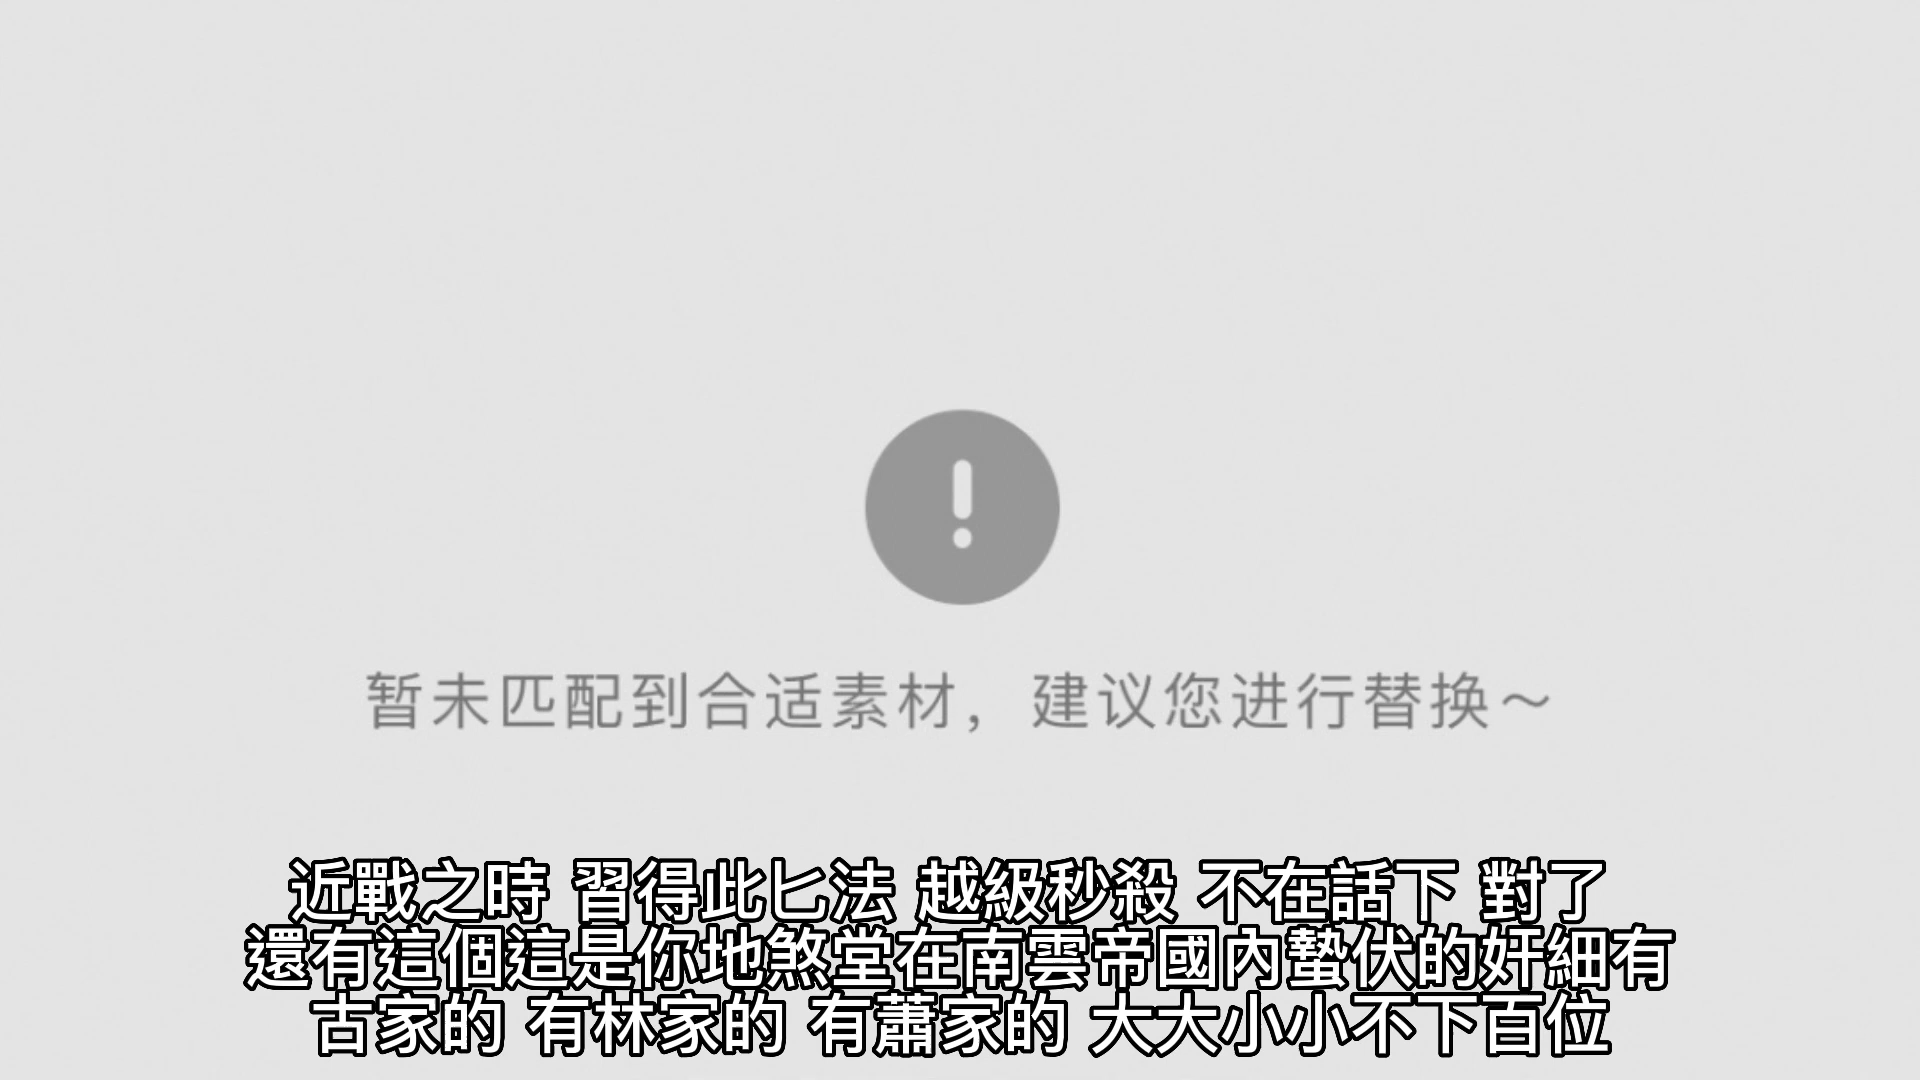 暂未匹配到合适素材，建议您进行替换～
近戰之時 習得此匕法 越級秒殺 不在話下 對了
還有這個這是你地煞堂在南雲帝國內蟄伏的奸細有
古家的 有林家的 有蕭家的 大大小小不下百位